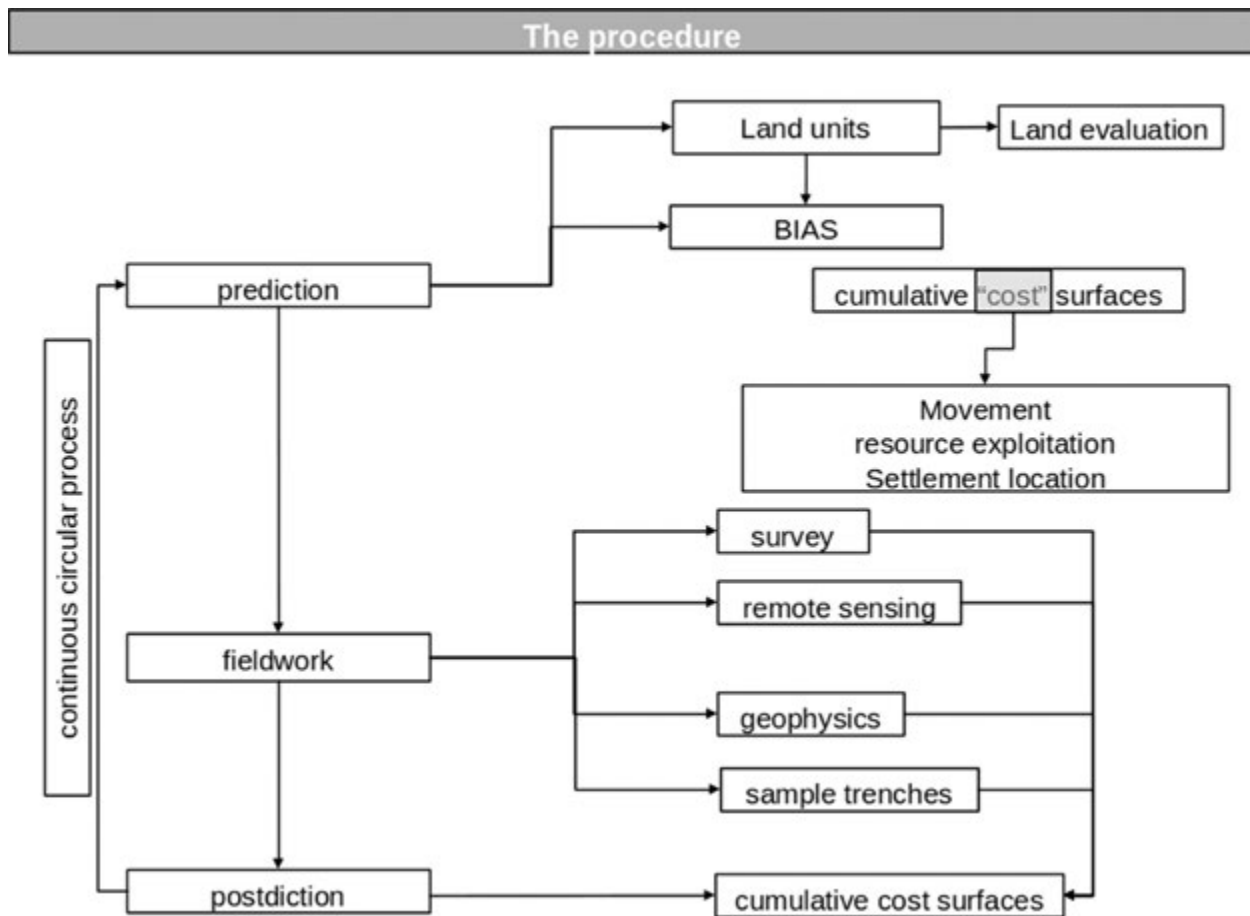 The procedure
Land units
Land evaluation
BIAS
prediction
cumulative “cost” surfaces
Movement
resource exploitation
Settlement location
continuous circular process
survey
remote sensing
fieldwork
geophysics
sample trenches
postdiction
cumulative cost surfaces